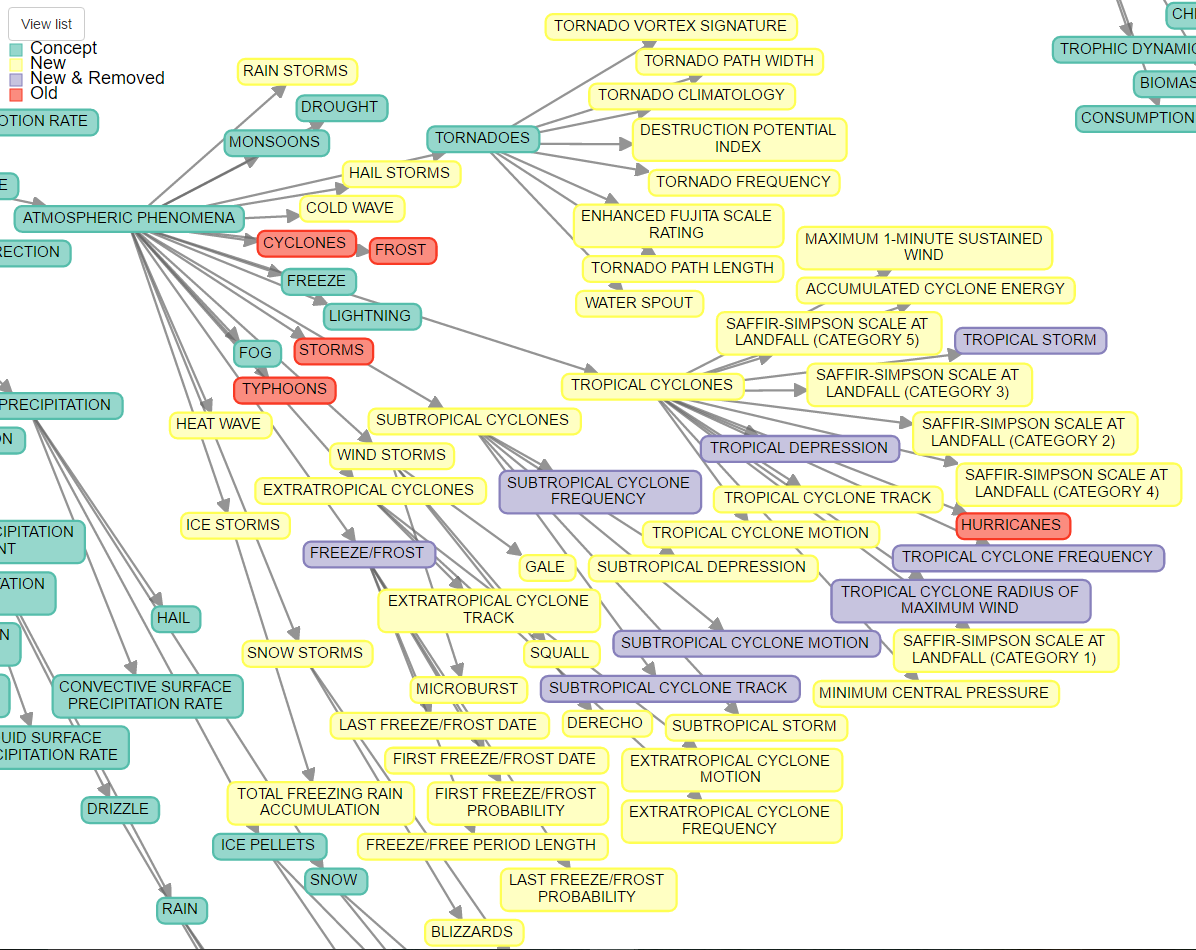 View list
Concept
New
New & Removed
Old
RAIN STORMS
DROUGHT
OTION RATE
MONSOONS
HAIL STORMS
E
COLD WAVE
ATMOSPHERIC PHENOMENA
CYCLONES
FROST
RECTION
FREEZE
LIGHTNING
FOG
STORMS
TYPHOONS
TORNADO VORTEX SIGNATURE
TORNADO PATH WIDTH
TORNADO CLIMATOLOGY
TORNADOES
DESTRUCTION POTENTIAL
INDEX
TORNADO FREQUENCY
ENHANCED FUJITA SCALE
RATING
TORNADO PATH LENGTH
WATER SPOUT
CHE
TROPHIC DYNAMIC
BIOMAS
CONSUMPTION
MAXIMUM 1-MINUTE SUSTAINED
WIND
ACCUMULATED CYCLONE ENERGY
SAFFIR-SIMPSON SCALE AT
LANDFALL (CATEGORY 5)
TROPICAL STORM
TROPICAL CYCLONES
SAFFIR-SIMPSON SCALE AT
LANDFALL (CATEGORY 3)
SAFFIR-SIMPSON SCALE AT
LANDFALL (CATEGORY 2)
TROPICAL DEPRESSION
SAFFIR-SIMPSON SCALE AT
LANDFALL (CATEGORY 4)
TROPICAL CYCLONE TRACK
HURRICANES
TROPICAL CYCLONE MOTION
TROPICAL CYCLONE FREQUENCY
TROPICAL CYCLONE RADIUS OF
MAXIMUM WIND
SAFFIR-SIMPSON SCALE AT
LANDFALL (CATEGORY 1)
MINIMUM CENTRAL PRESSURE
PRECIPITATION
HEAT WAVE
SUBTROPICAL CYCLONES
ON
WIND STORMS
EXTRATROPICAL CYCLONES
SUBTROPICAL CYCLONE
FREQUENCY
ICE STORMS
CIPITATION
NT
FREEZE/FROST
GALE
SUBTROPICAL DEPRESSION
TATION
EXTRATROPICAL CYCLONE
TRACK
HAIL
N
SNOW STORMS
SQUALL
SUBTROPICAL CYCLONE MOTION
CONVECTIVE SURFACE
PRECIPITATION RATE
MICROBURST
SUBTROPICAL CYCLONE TRACK
LAST FREEZE/FROST DATE
DERECHO
SUBTROPICAL STORM
UID SURFACE
CIPITATION RATE
FIRST FREEZE/FROST DATE
EXTRATROPICAL CYCLONE
MOTION
DRIZZLE
TOTAL FREEZING RAIN
ACCUMULATION
FIRST FREEZE/FROST
PROBABILITY
EXTRATROPICAL CYCLONE
FREQUENCY
ICE PELLETS
FREEZE/FREE PERIOD LENGTH
SNOW
LAST FREEZE/FROST
PROBABILITY
RAIN
BLIZZARDS